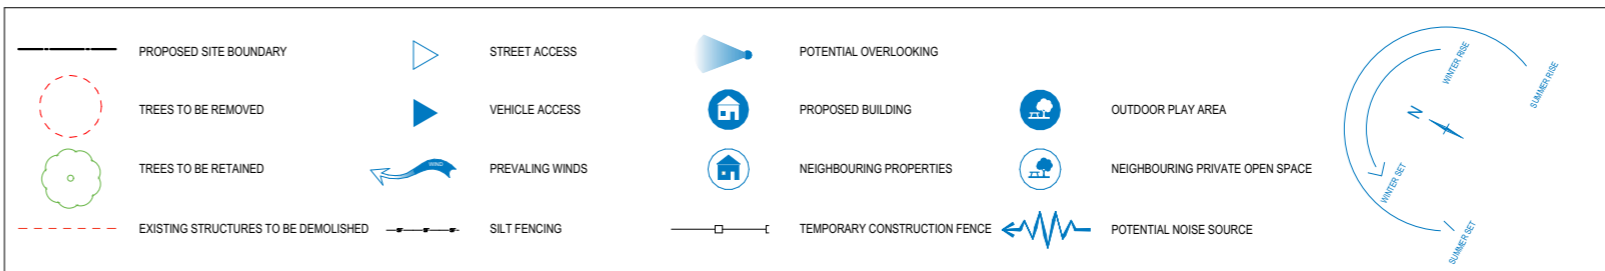 PROPOSED SITE BOUNDARY
STREET ACCESS
POTENTIAL OVERLOOKING
TREES TO BE REMOVED
VEHICLE ACCESS
PROPOSED BUILDING
OUTDOOR PLAY AREA
TREES TO BE RETAINED
WIND
PREVALING WINDS
NEIGHBOURING PROPERTIES
NEIGHBOURING PRIVATE OPEN SPACE
EXISTING STRUCTURES TO BE DEMOLISHED
SILT FENCING
TEMPORARY CONSTRUCTION FENCE
POTENTIAL NOISE SOURCE
WINTER RISE
SUMMER RISE
N
WINTER SET
SUMMER SET